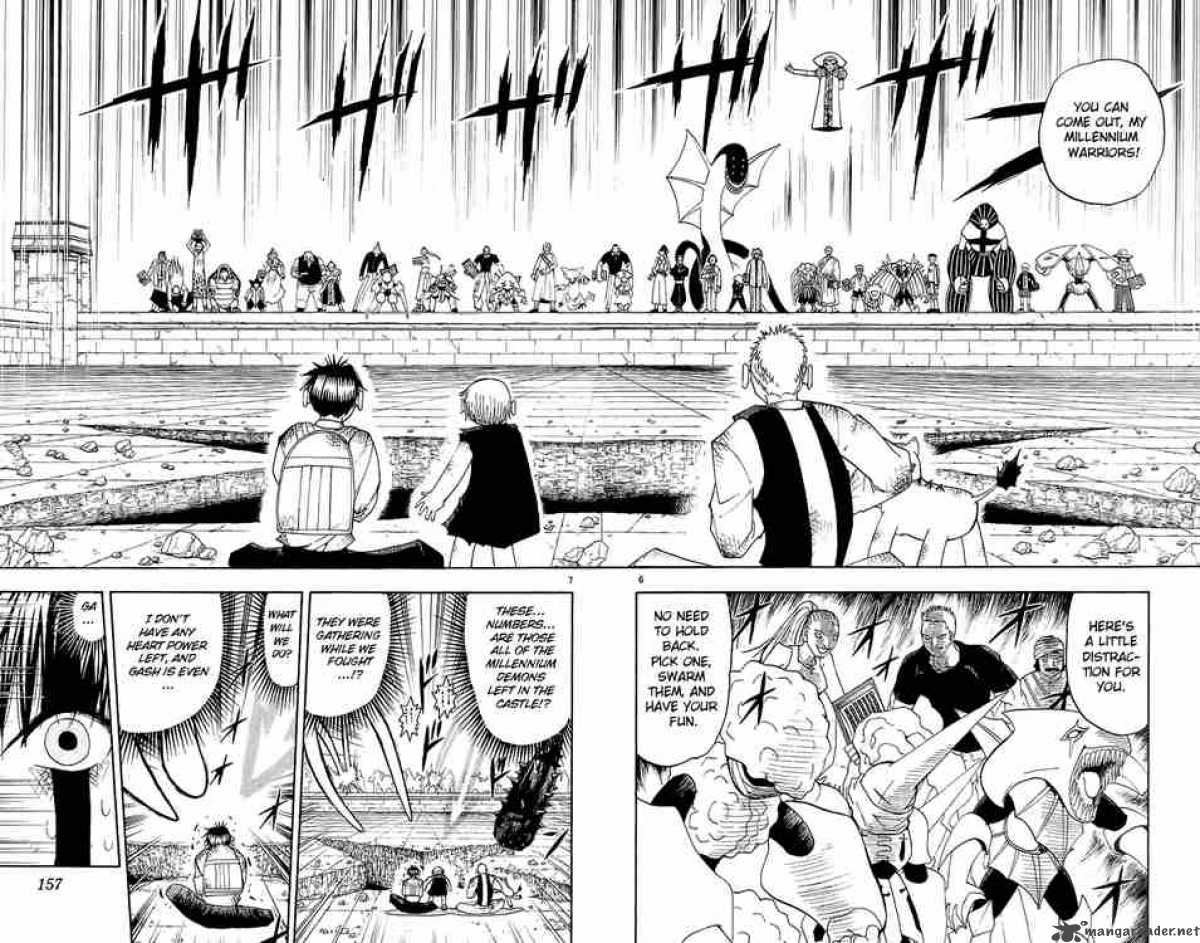 YOU CAN
COME OUT, MY
MILLENNIUM
WARRIORS!
HERE'S
A LITTLE
DISTRAC-
TION FOR
YOU.
NO NEED
TO HOLD
BACK.
PICK ONE,
SWARM
THEM, AND
HAVE YOUR
FUN.
6
7
THESE...
NUMBERS...
ARE THOSE
ALL OF THE
MILLENNIUM
DEMONS
LEFT IN THE
CASTLE!?
THEY WERE
GATHERING
WHILE WE
FOUGHT
...!?
WHAT
WILL
WE
DO?
I DON'T
HAVE ANY
HEART POWER
LEFT, AND
GASH IS EVEN
...
GA
...
157
mangareader.net